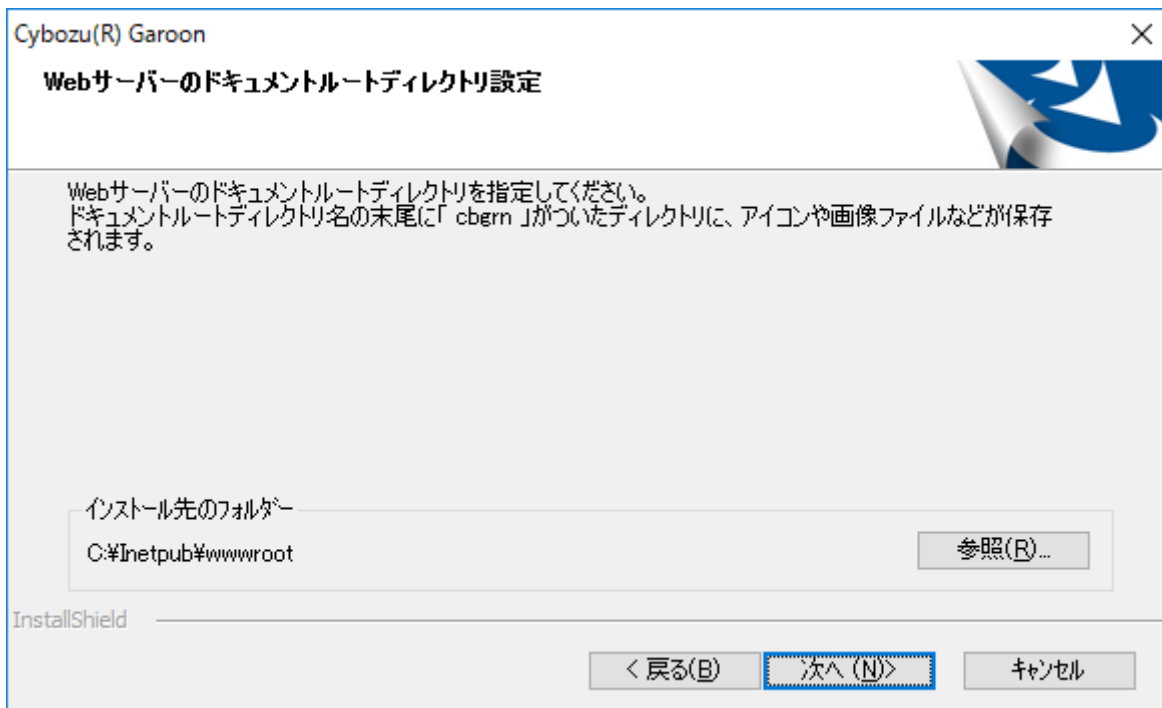 Cybozu(R) Garoon
Webサーバーのドキュメントルートディレクトリ設定
Webサーバーのドキュメントルートディレクトリを指定してください。
ドキュメントルートディレクトリ名の末尾に「 cbgrn 」がついたディレクトリに、アイコンや画像ファイルなどが保存
されます。
インストール先のフォルダー
C:¥Inetpub¥wwwroot
参照(R)...
InstallShield
< 戻る(B)
次へ (N)>
キャンセル